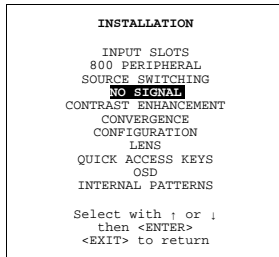 INSTALLATION
INPUT SLOTS
800 PERIPHERAL
SOURCE SWITCHING
NO SIGNAL
CONTRAST ENHANCEMENT
CONVERGENCE
CONFIGURATION
LENS
QUICK ACCESS KEYS
OSD
INTERNAL PATTERNS
Select with ↑ or ↓
then <ENTER>
<EXIT> to return